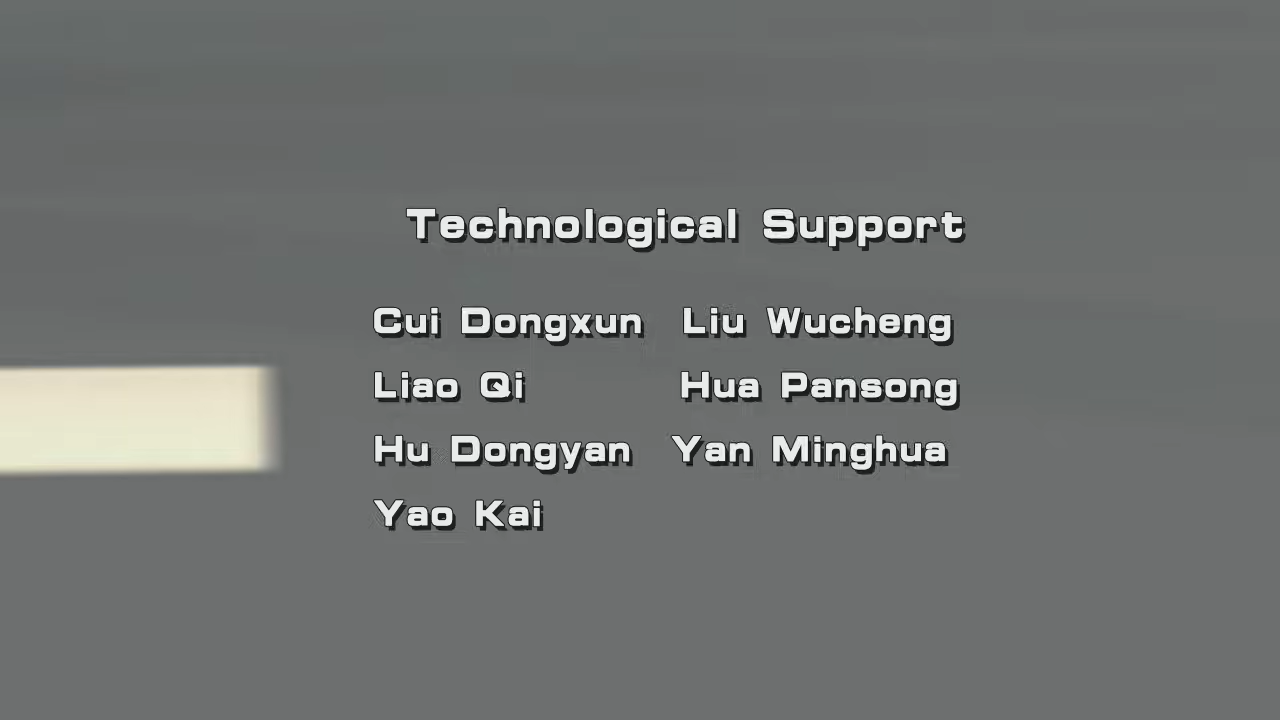 Technological Support
Cui Dongxun Liu Wucheng
Liao Qi Hua Pansong
Hu Dongyan Yan Minghua
Yao Kai